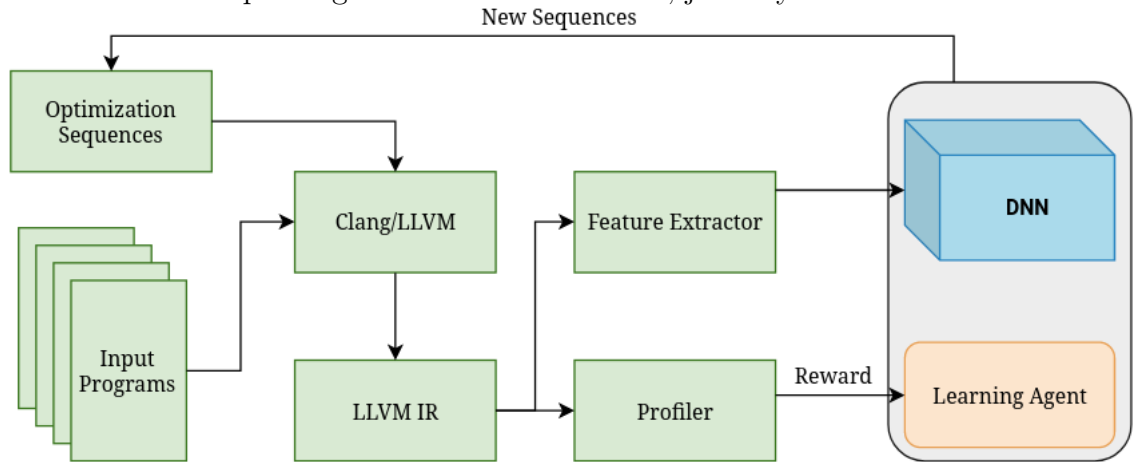 New Sequences
Optimization
Sequences
Clang/LLVM
Feature Extractor
DNN
Input
Programs
LLVM IR
Profiler
Reward
Learning Agent